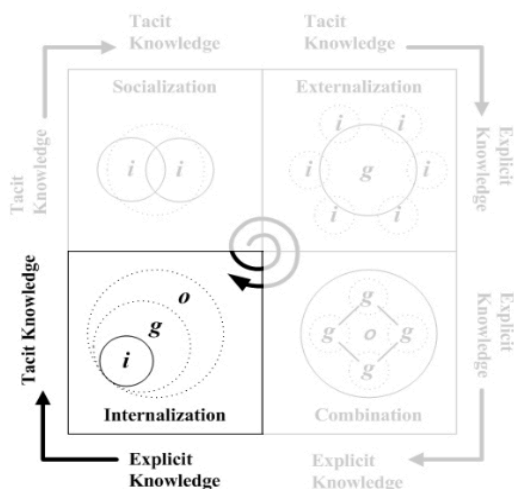 Tacit
Knowledge
Tacit
Knowledge
Socialization
Externalization
Tacit
Knowledge
i
i
i
i
i
g
i
i
i
Explicit
Knowledge
Tacit Knowledge
o
g
i
Internalization
g
g
o
g
g
Combination
Explicit
Knowledge
Explicit
Knowledge
Explicit
Knowledge